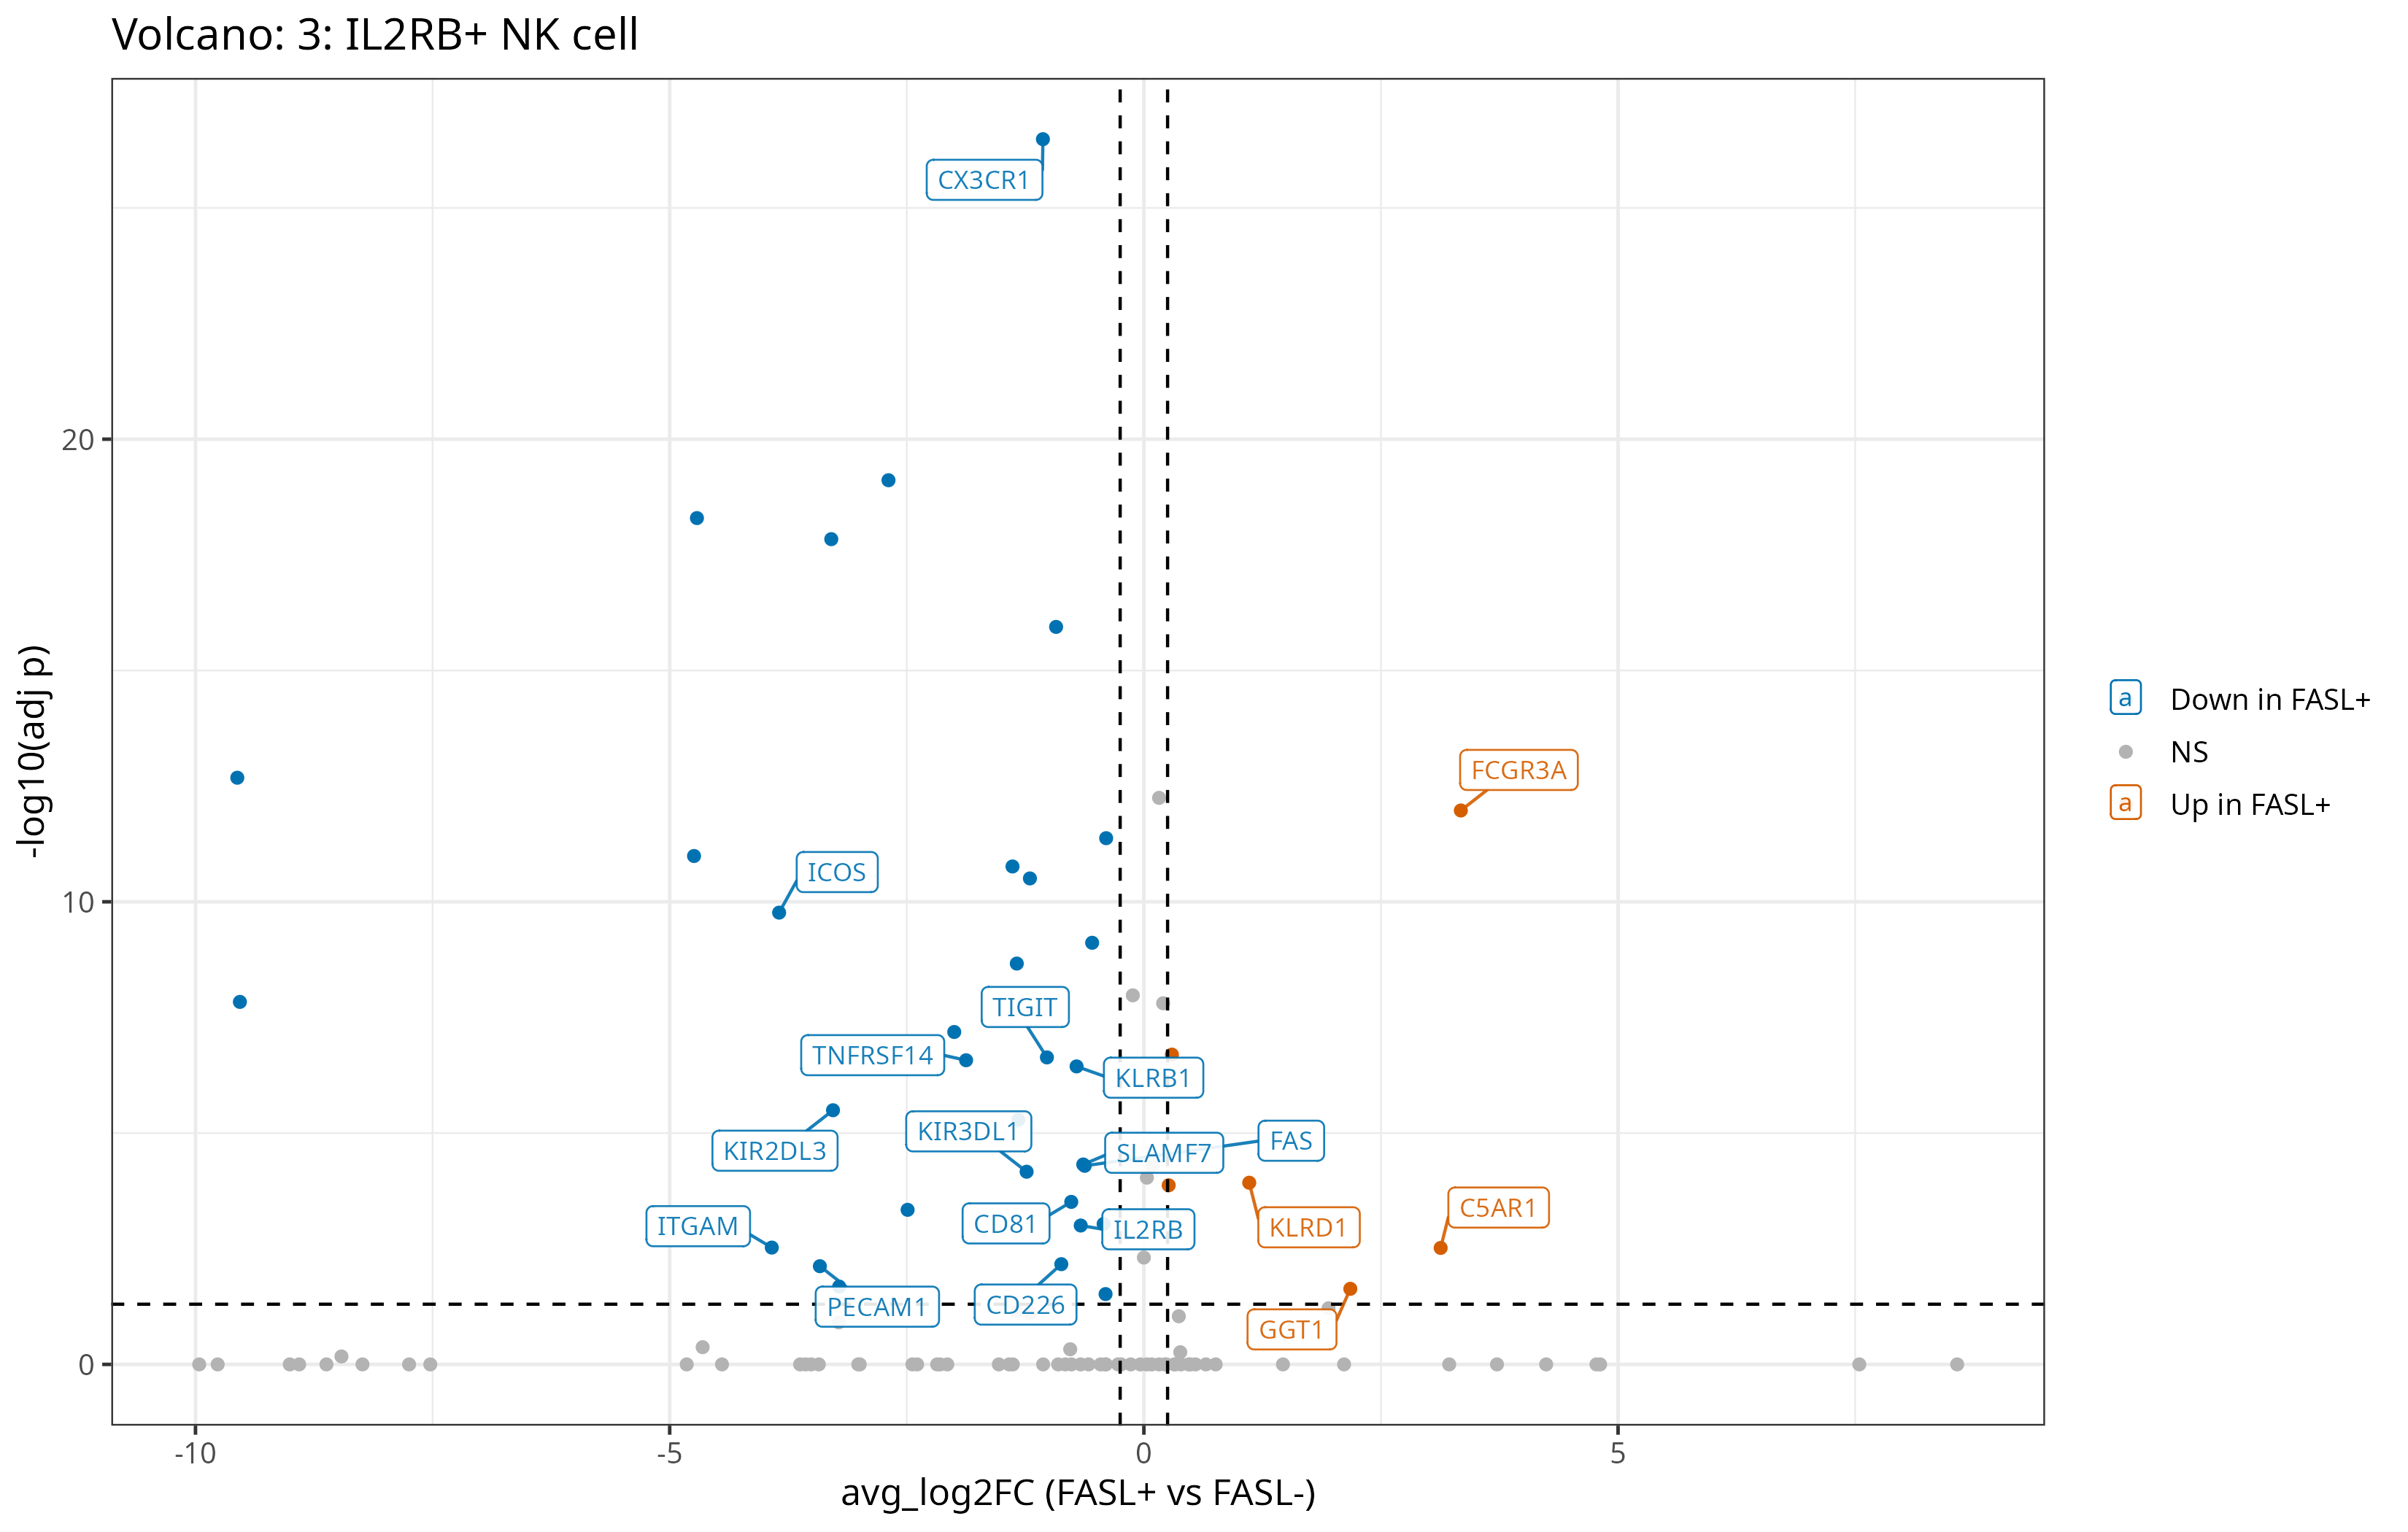 Volcano: 3: IL2RB+ NK cell
CX3CR1
20
-log10(adj p)
Down in FASL+
NS
Up in FASL+
a
a
FCGR3A
ICOS
10
TIGIT
TNFRSF14
KLRB1
KIR3DL1
KIR2DL3
SLAMF7
FAS
C5AR1
ITGAM
CD81
IL2RB
KLRD1
PECAM1
CD226
GGT1
0
-10
-5
0
5
avg_log2FC (FASL+ vs FASL-)